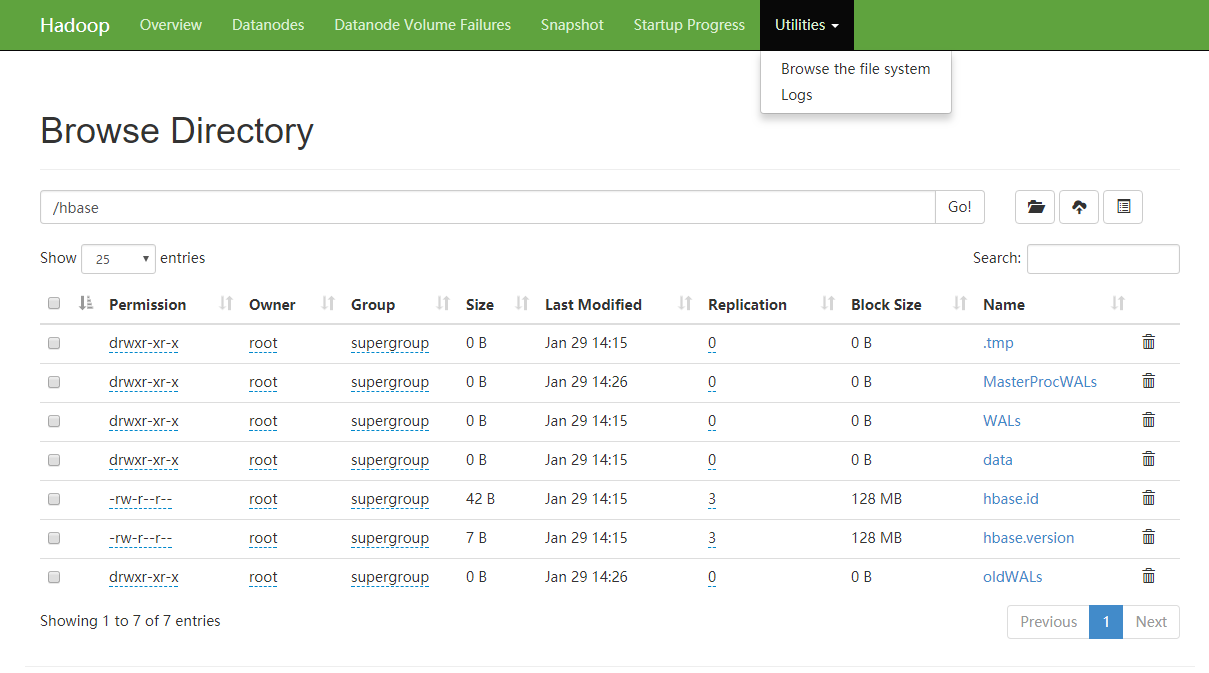 Hadoop Overview Datanodes Datanode Volume Failures Snapshot Startup Progress Utilities
Browse the file system
Logs
Browse Directory
/hbase Go!
Show 25 entries Search:
Permission Owner Group Size Last Modified Replication Block Size Name
drwxr-xr-x root supergroup 0 B Jan 29 14:15 0 0 B .tmp
drwxr-xr-x root supergroup 0 B Jan 29 14:26 0 0 B MasterProcWALs
drwxr-xr-x root supergroup 0 B Jan 29 14:15 0 0 B WALs
drwxr-xr-x root supergroup 0 B Jan 29 14:15 0 0 B data
-rw-r--r-- root supergroup 42 B Jan 29 14:15 3 128 MB hbase.id
-rw-r--r-- root supergroup 7 B Jan 29 14:15 3 128 MB hbase.version
drwxr-xr-x root supergroup 0 B Jan 29 14:26 0 0 B oldWALs
Showing 1 to 7 of 7 entries Previous 1 Next